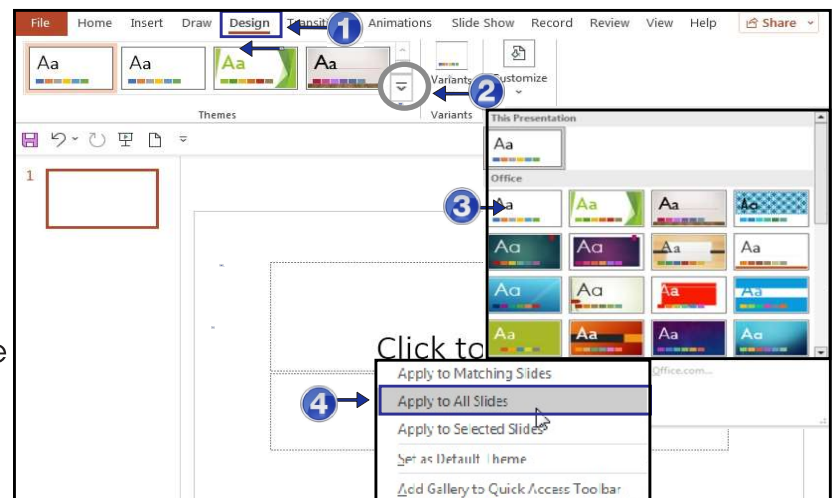 File Home Insert Draw Design Transiti Animations Slide Show Record Review View Help Share
1
Aa Aa Aa Aa
Variants Customize
2
Themes Variants
This Presentation
Aa
Office
1
3
Aa Aa Aa Aa
Aa Aa Aa Aa
Aa Aa Aa Aa
Aa Aa Aa Aa
e
Click to
Apply to Matching Slides
Office.com...
4
Apply to All Slides
Apply to Selected Slides
Set as Default Theme
Add Gallery to Quick Access Toolbar